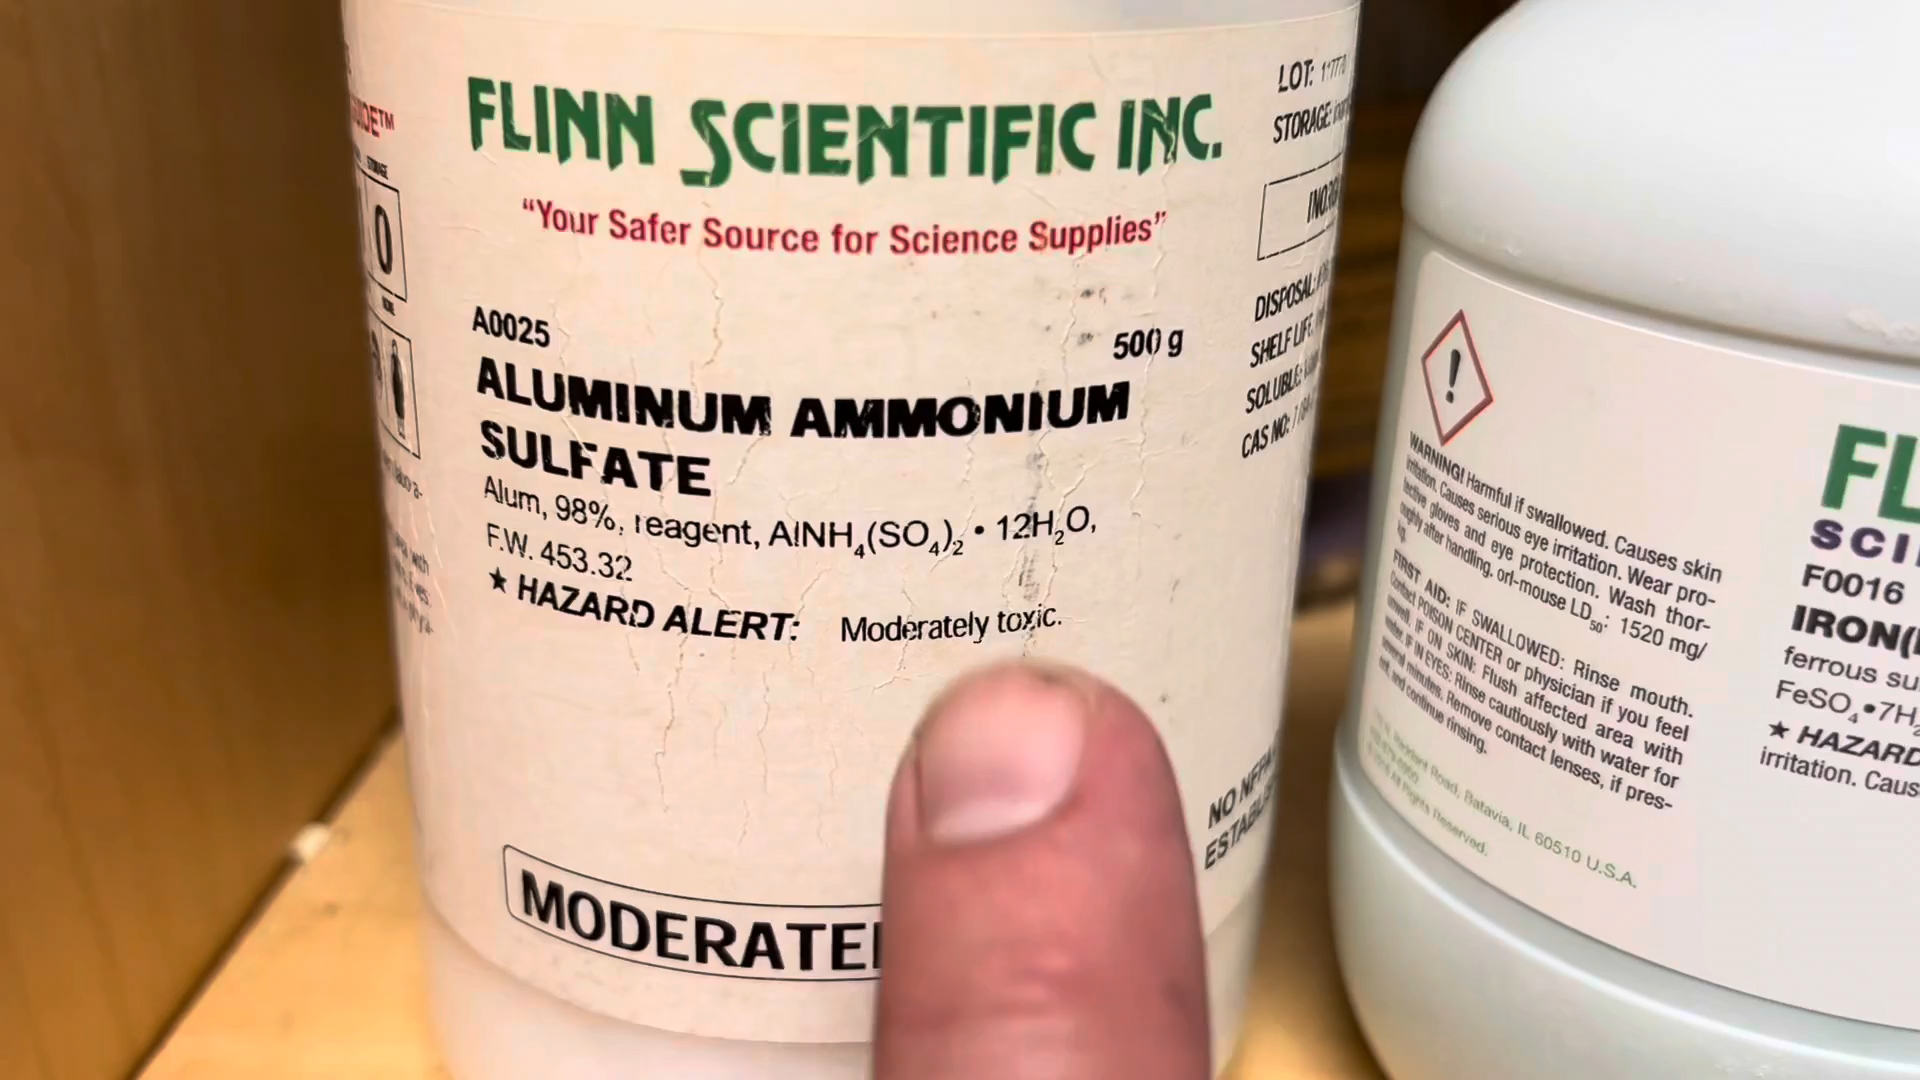 FLINN SCIENTIFIC INC.
“Your Safer Source for Science Supplies”
A0025
500 g
ALUMINUM AMMONIUM
SULFATE
Alum, 98%, reagent, AlNH4(SO4)2 • 12H2O,
F.W. 453.32
★ HAZARD ALERT: Moderately toxic.
STORAGE
0
LOT:
STORAGE:
DISPOSAL:
SHELF LIFE:
SOLUBLE:
CAS NO:
NO NFPA
WARNING! Harmful if swallowed. Causes skin
irritation. Causes serious eye irritation. Wear pro-
tective gloves and eye protection. Wash thor-
oughly after handling. orl-mouse LD50: 1520 mg/
kg.
FIRST AID: IF SWALLOWED: Rinse mouth.
Contact POISON CENTER or physician if you feel
unwell. IF ON SKIN: Flush affected area with
water. IF IN EYES: Rinse cautiously with water for
several minutes. Remove contact lenses, if pres-
ent, and continue rinsing.
Road, Batavia, IL 60510 U.S.A.
All Rights Reserved.
FL
SCI
F0016
IRON(
ferrous su
FeSO4•7H2
★ HAZARD
irritation. Caus